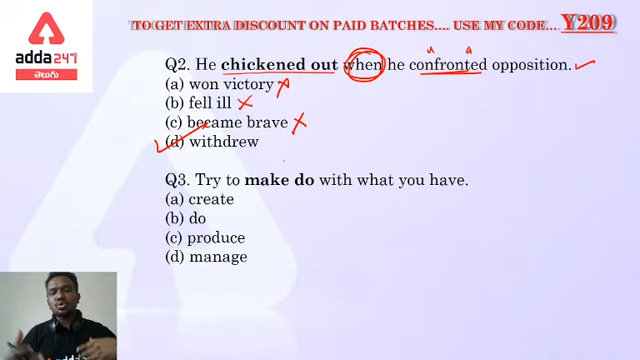 TO GET EXTRA DISCOUNT ON PAID BATCHES.... USE MY CODE... Y209
adda247
తెలుగు
Q2. He chickened out when he confronted opposition.
(a) won victory
(b) fell ill
(c) became brave
(d) withdrew
Q3. Try to make do with what you have.
(a) create
(b) do
(c) produce
(d) manage